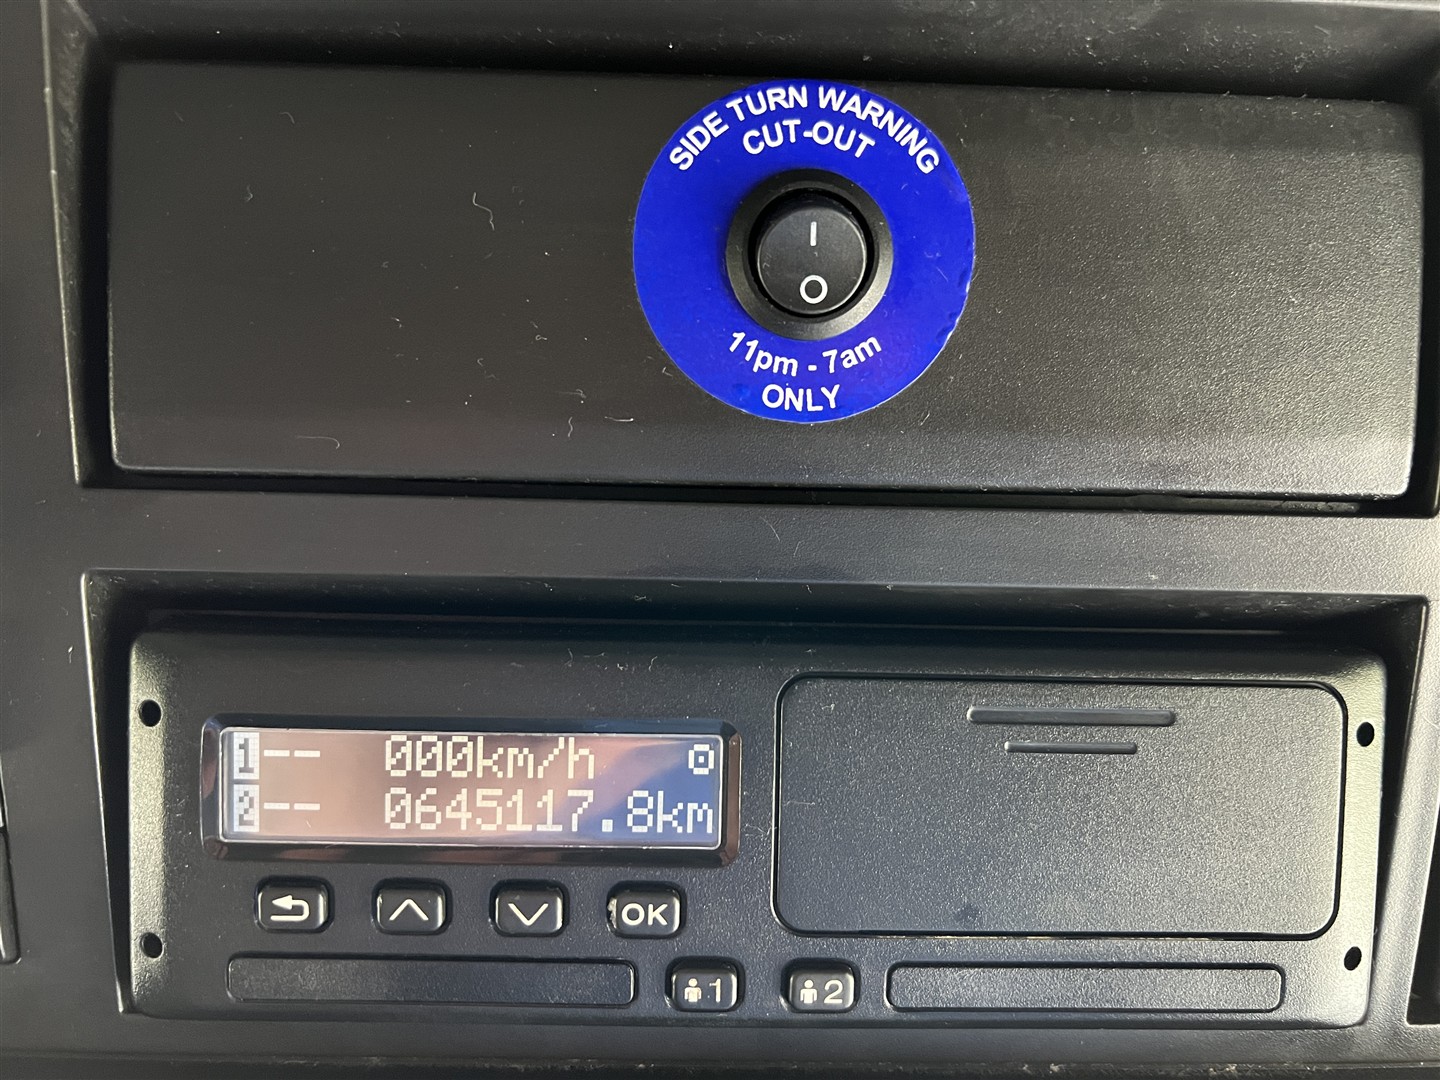 SIDE TURN WARNING
CUT-OUT
I
O
11pm - 7am
ONLY
1-- 000km/h
2-- 0645117.8km
OK
1 2